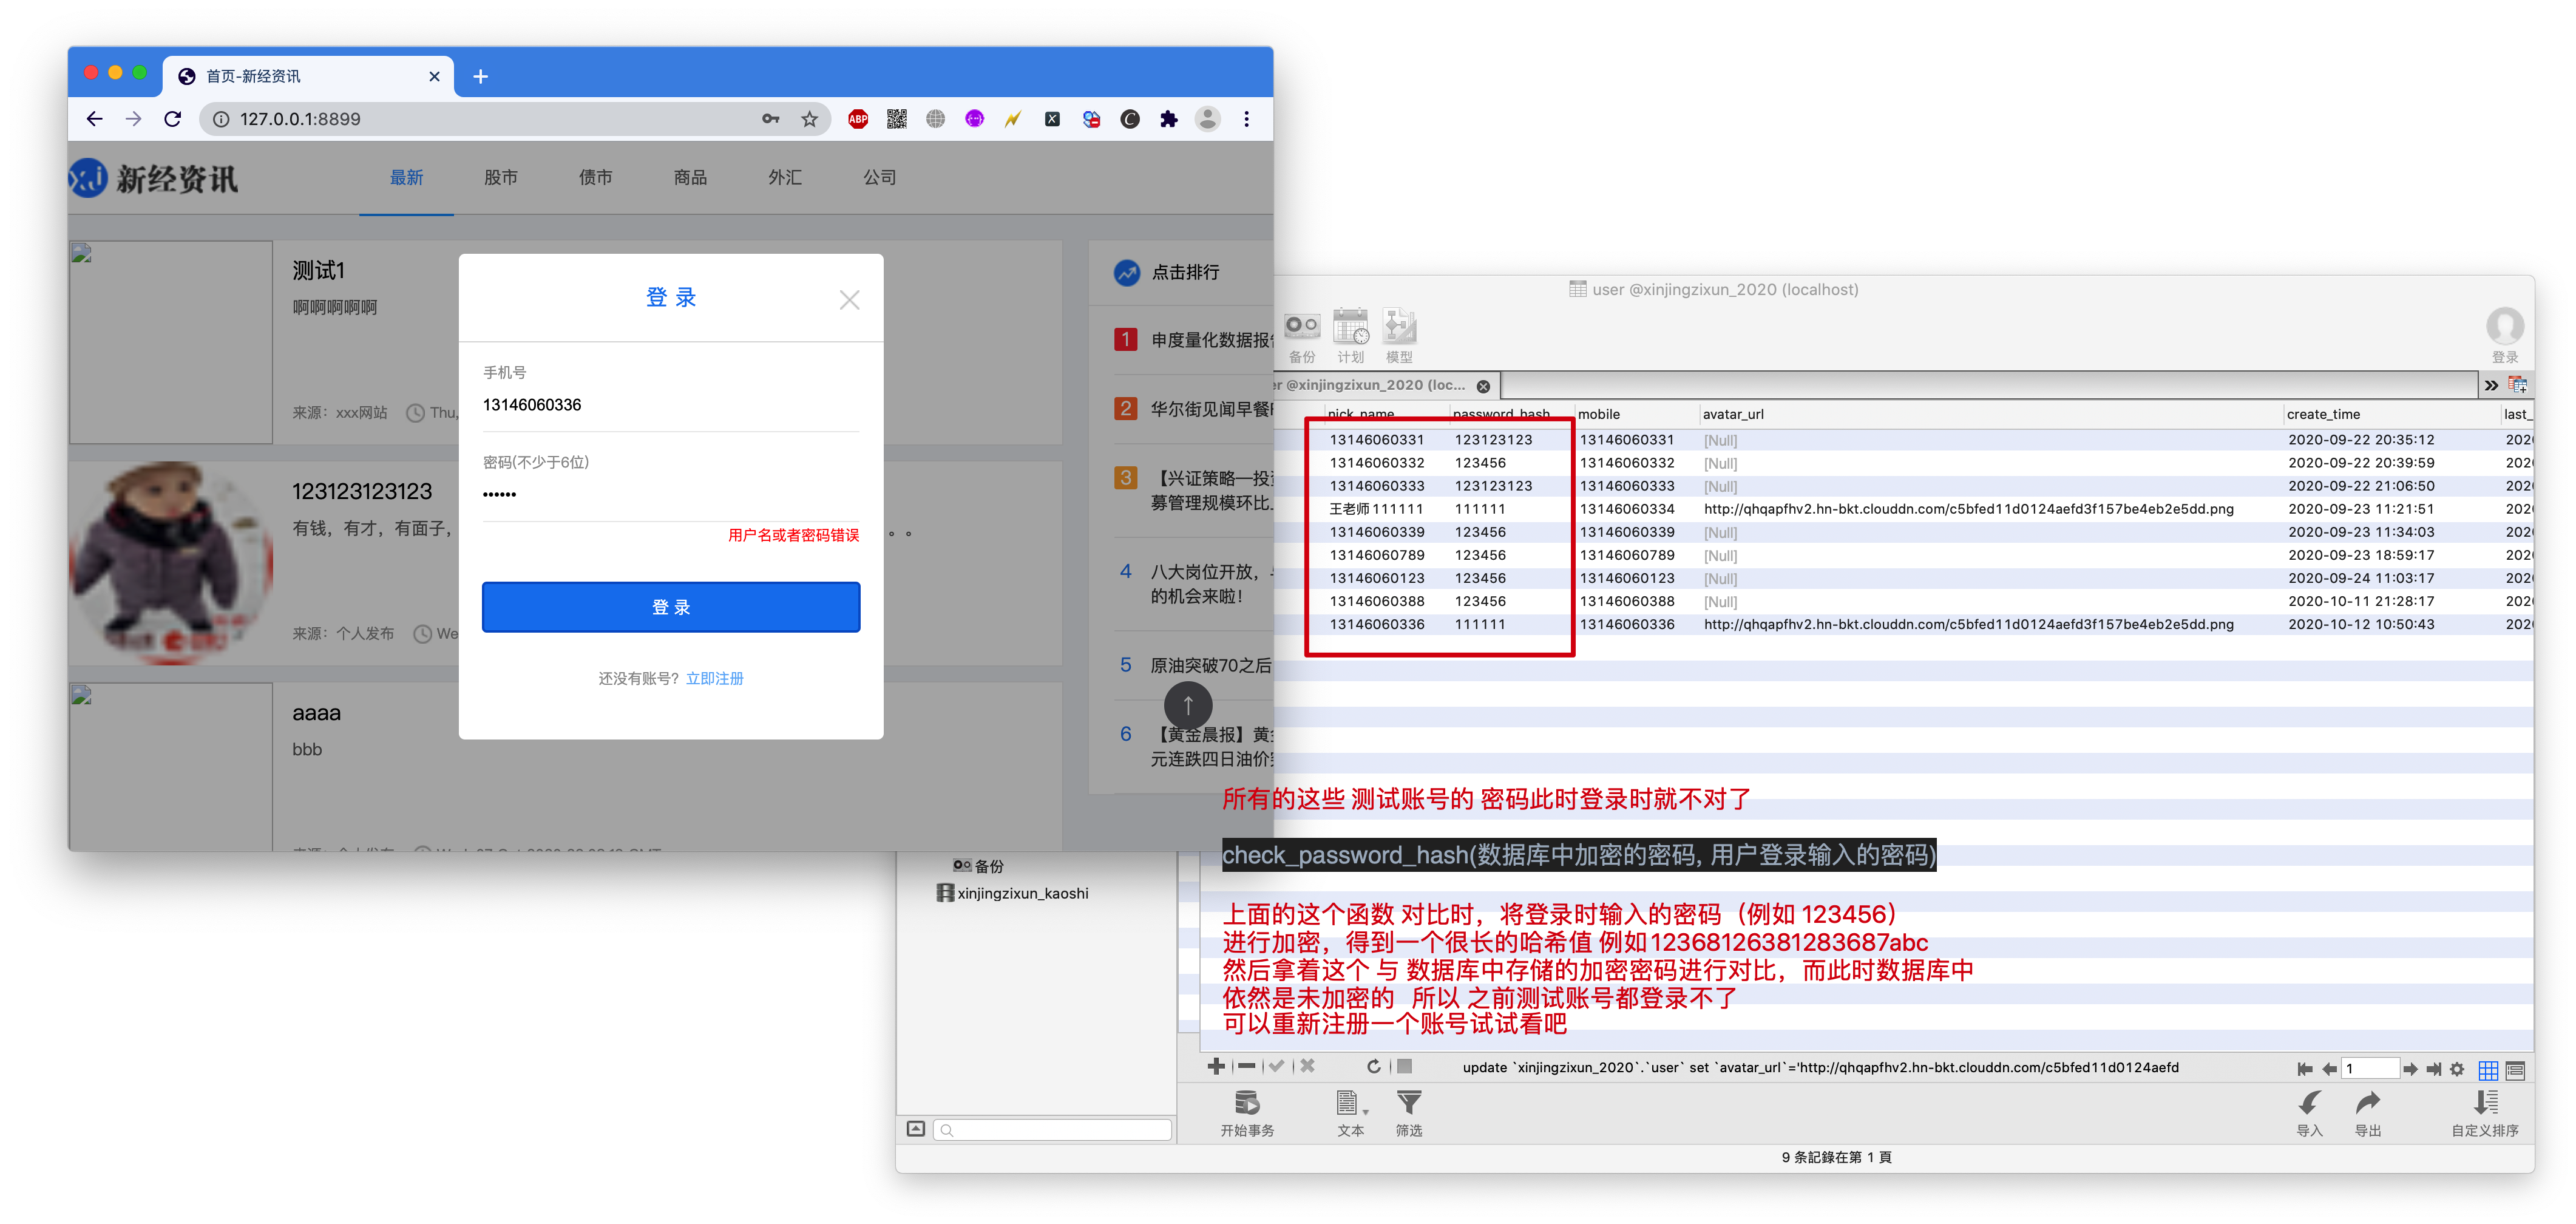 首页-新经资讯
127.0.0.1:8899
ABP
新经资讯
最新 股市 债市 商品 外汇 公司
测试1
啊啊啊啊啊
来源：xxx网站 Thu,
123123123123
有钱，有才，有面子，
。。
来源：个人发布 We
aaaa
bbb
登 录
手机号
13146060336
密码(不少于6位)
••••••
用户名或者密码错误
登 录
还没有账号? 立即注册
点击排行
1 申度量化数据报
2 华尔街见闻早餐
3 【兴证策略—投
募管理规模环比
4 八大岗位开放，
的机会来啦！
5 原油突破70之后
6 【黄金晨报】黄
元连跌四日油价
user @xinjingzixun_2020 (localhost)
备份 计划 模型
登录
er @xinjingzixun_2020 (loc...
nick_name password_hash mobile avatar_url create_time last_
13146060331 123123123 13146060331 [Null] 2020-09-22 20:35:12 202
13146060332 123456 13146060332 [Null] 2020-09-22 20:39:59 202
13146060333 123123123 13146060333 [Null] 2020-09-22 21:06:50 202
王老师111111 111111 13146060334 http://qhqapfhv2.hn-bkt.clouddn.com/c5bfed11d0124aefd3f157be4eb2e5dd.png 2020-09-23 11:21:51 202
13146060339 123456 13146060339 [Null] 2020-09-23 11:34:03 202
13146060789 123456 13146060789 [Null] 2020-09-23 18:59:17 202
13146060123 123456 13146060123 [Null] 2020-09-24 11:03:17 202
13146060388 123456 13146060388 [Null] 2020-10-11 21:28:17 202
13146060336 111111 13146060336 http://qhqapfhv2.hn-bkt.clouddn.com/c5bfed11d0124aefd3f157be4eb2e5dd.png 2020-10-12 10:50:43 202
所有的这些 测试账号的 密码此时登录时就不对了
check_password_hash(数据库中加密的密码, 用户登录输入的密码)
上面的这个函数 对比时，将登录时输入的密码（例如 123456）
进行加密，得到一个很长的哈希值 例如12368126381283687abc
然后拿着这个 与 数据库中存储的加密密码进行对比，而此时数据库中
依然是未加密的 所以 之前测试账号都登录不了
可以重新注册一个账号试试看吧
备份
xinjingzixun_kaoshi
update `xinjingzixun_2020`.`user` set `avatar_url`='http://qhqapfhv2.hn-bkt.clouddn.com/c5bfed11d0124aefd
1
开始事务 文本 筛选 导入 导出 自定义排序
9 条記錄在第 1 頁